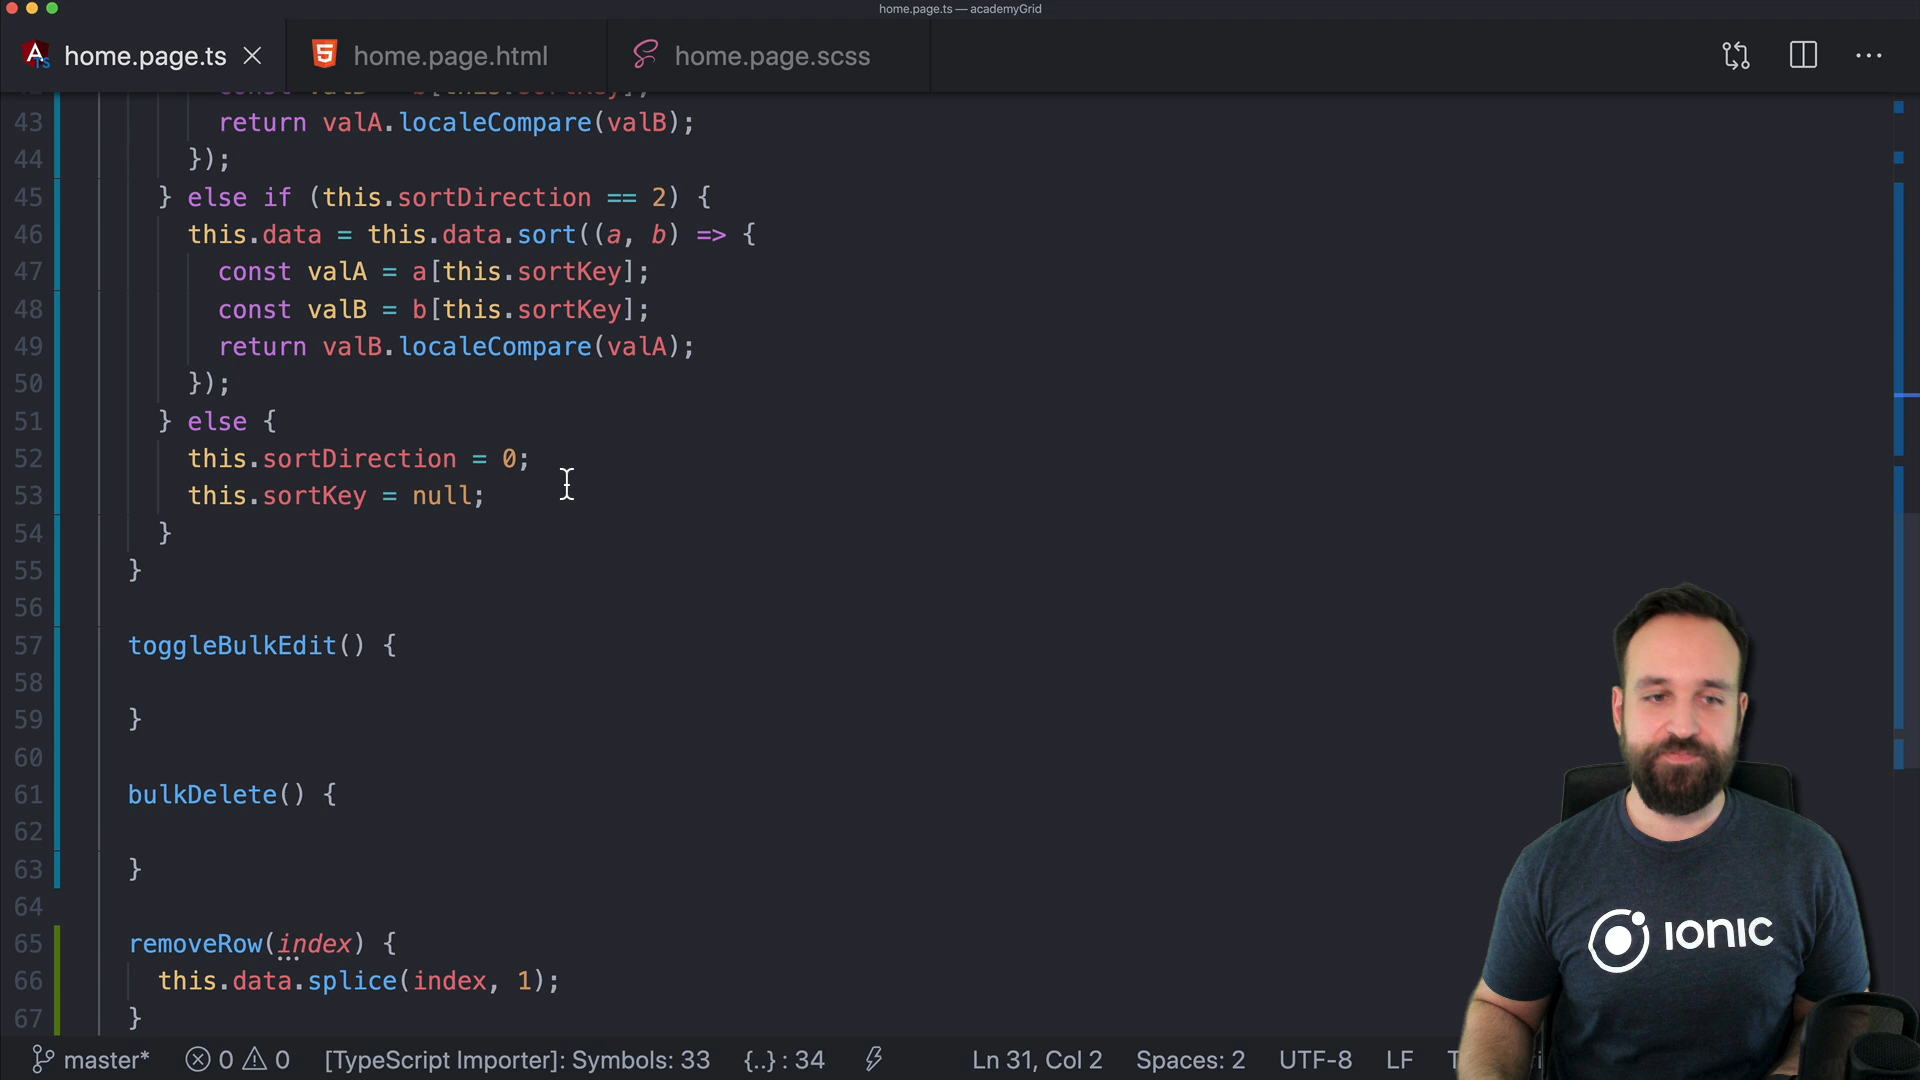 home.page.ts — academyGrid
home.page.ts
home.page.html
home.page.scss
43 return valA.localeCompare(valB);
44 });
45 } else if (this.sortDirection == 2) {
46 this.data = this.data.sort((a, b) => {
47 const valA = a[this.sortKey];
48 const valB = b[this.sortKey];
49 return valB.localeCompare(valA);
50 });
51 } else {
52 this.sortDirection = 0;
53 this.sortKey = null;
54 }
55 }
56
57 toggleBulkEdit() {
58
59 }
60
61 bulkDelete() {
62
63 }
64
65 removeRow(index) {
66 this.data.splice(index, 1);
67 }
IONIC
master* 0 0 [TypeScript Importer]: Symbols: 33 {..} : 34 Ln 31, Col 2 Spaces: 2 UTF-8 LF